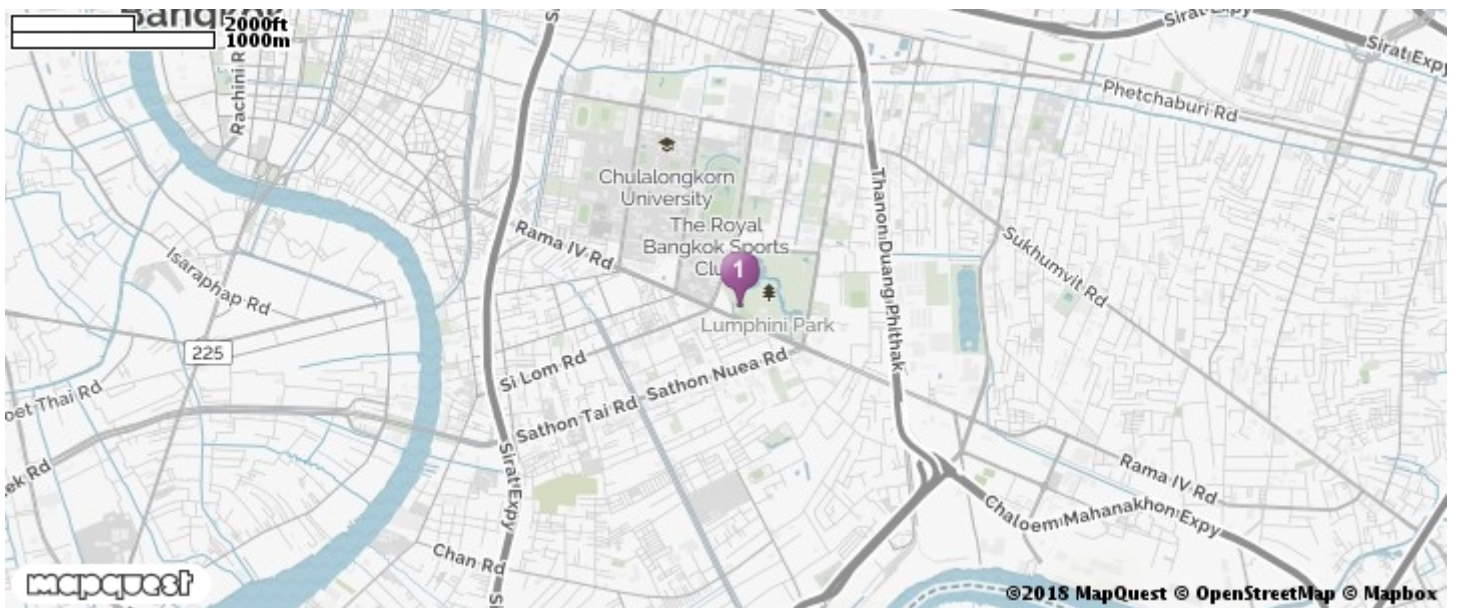 Bangkok
2000ft
1000m
Rachini R
S
Sirat Expy
Sirat Expy
Phetchaburi Rd
Chulalongkorn
University
The Royal
Bangkok Sports
Clu
1
Rama IV Rd
Thanon Duang Phithak
Sukhumvit Rd
Isaraphap Rd
Lumphini Park
225
Si Lom Rd
Sathon Nuea Rd
Sathon Tai Rd
oet Thai Rd
ek Rd
Sirat Expy
Rama IV Rd
Chaloem Mahanakhon Expy
Chan Rd
Si
mapquest
©2018 MapQuest © OpenStreetMap © Mapbox